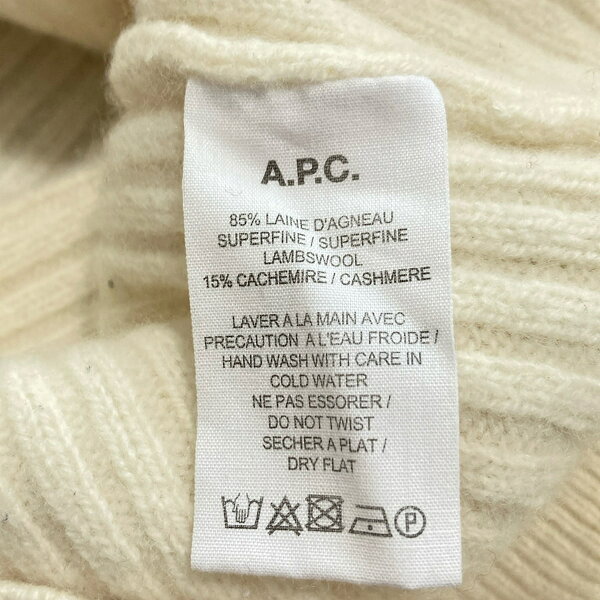 A.P.C.
85% LAINE D'AGNEAU
SUPERFINE / SUPERFINE
LAMBSWOOL
15% CACHEMIRE / CASHMERE
LAVER A LA MAIN AVEC
PRECAUTION A L'EAU FROIDE /
HAND WASH WITH CARE IN
COLD WATER
NE PAS ESSORER /
DO NOT TWIST
SECHER A PLAT /
DRY FLAT
P